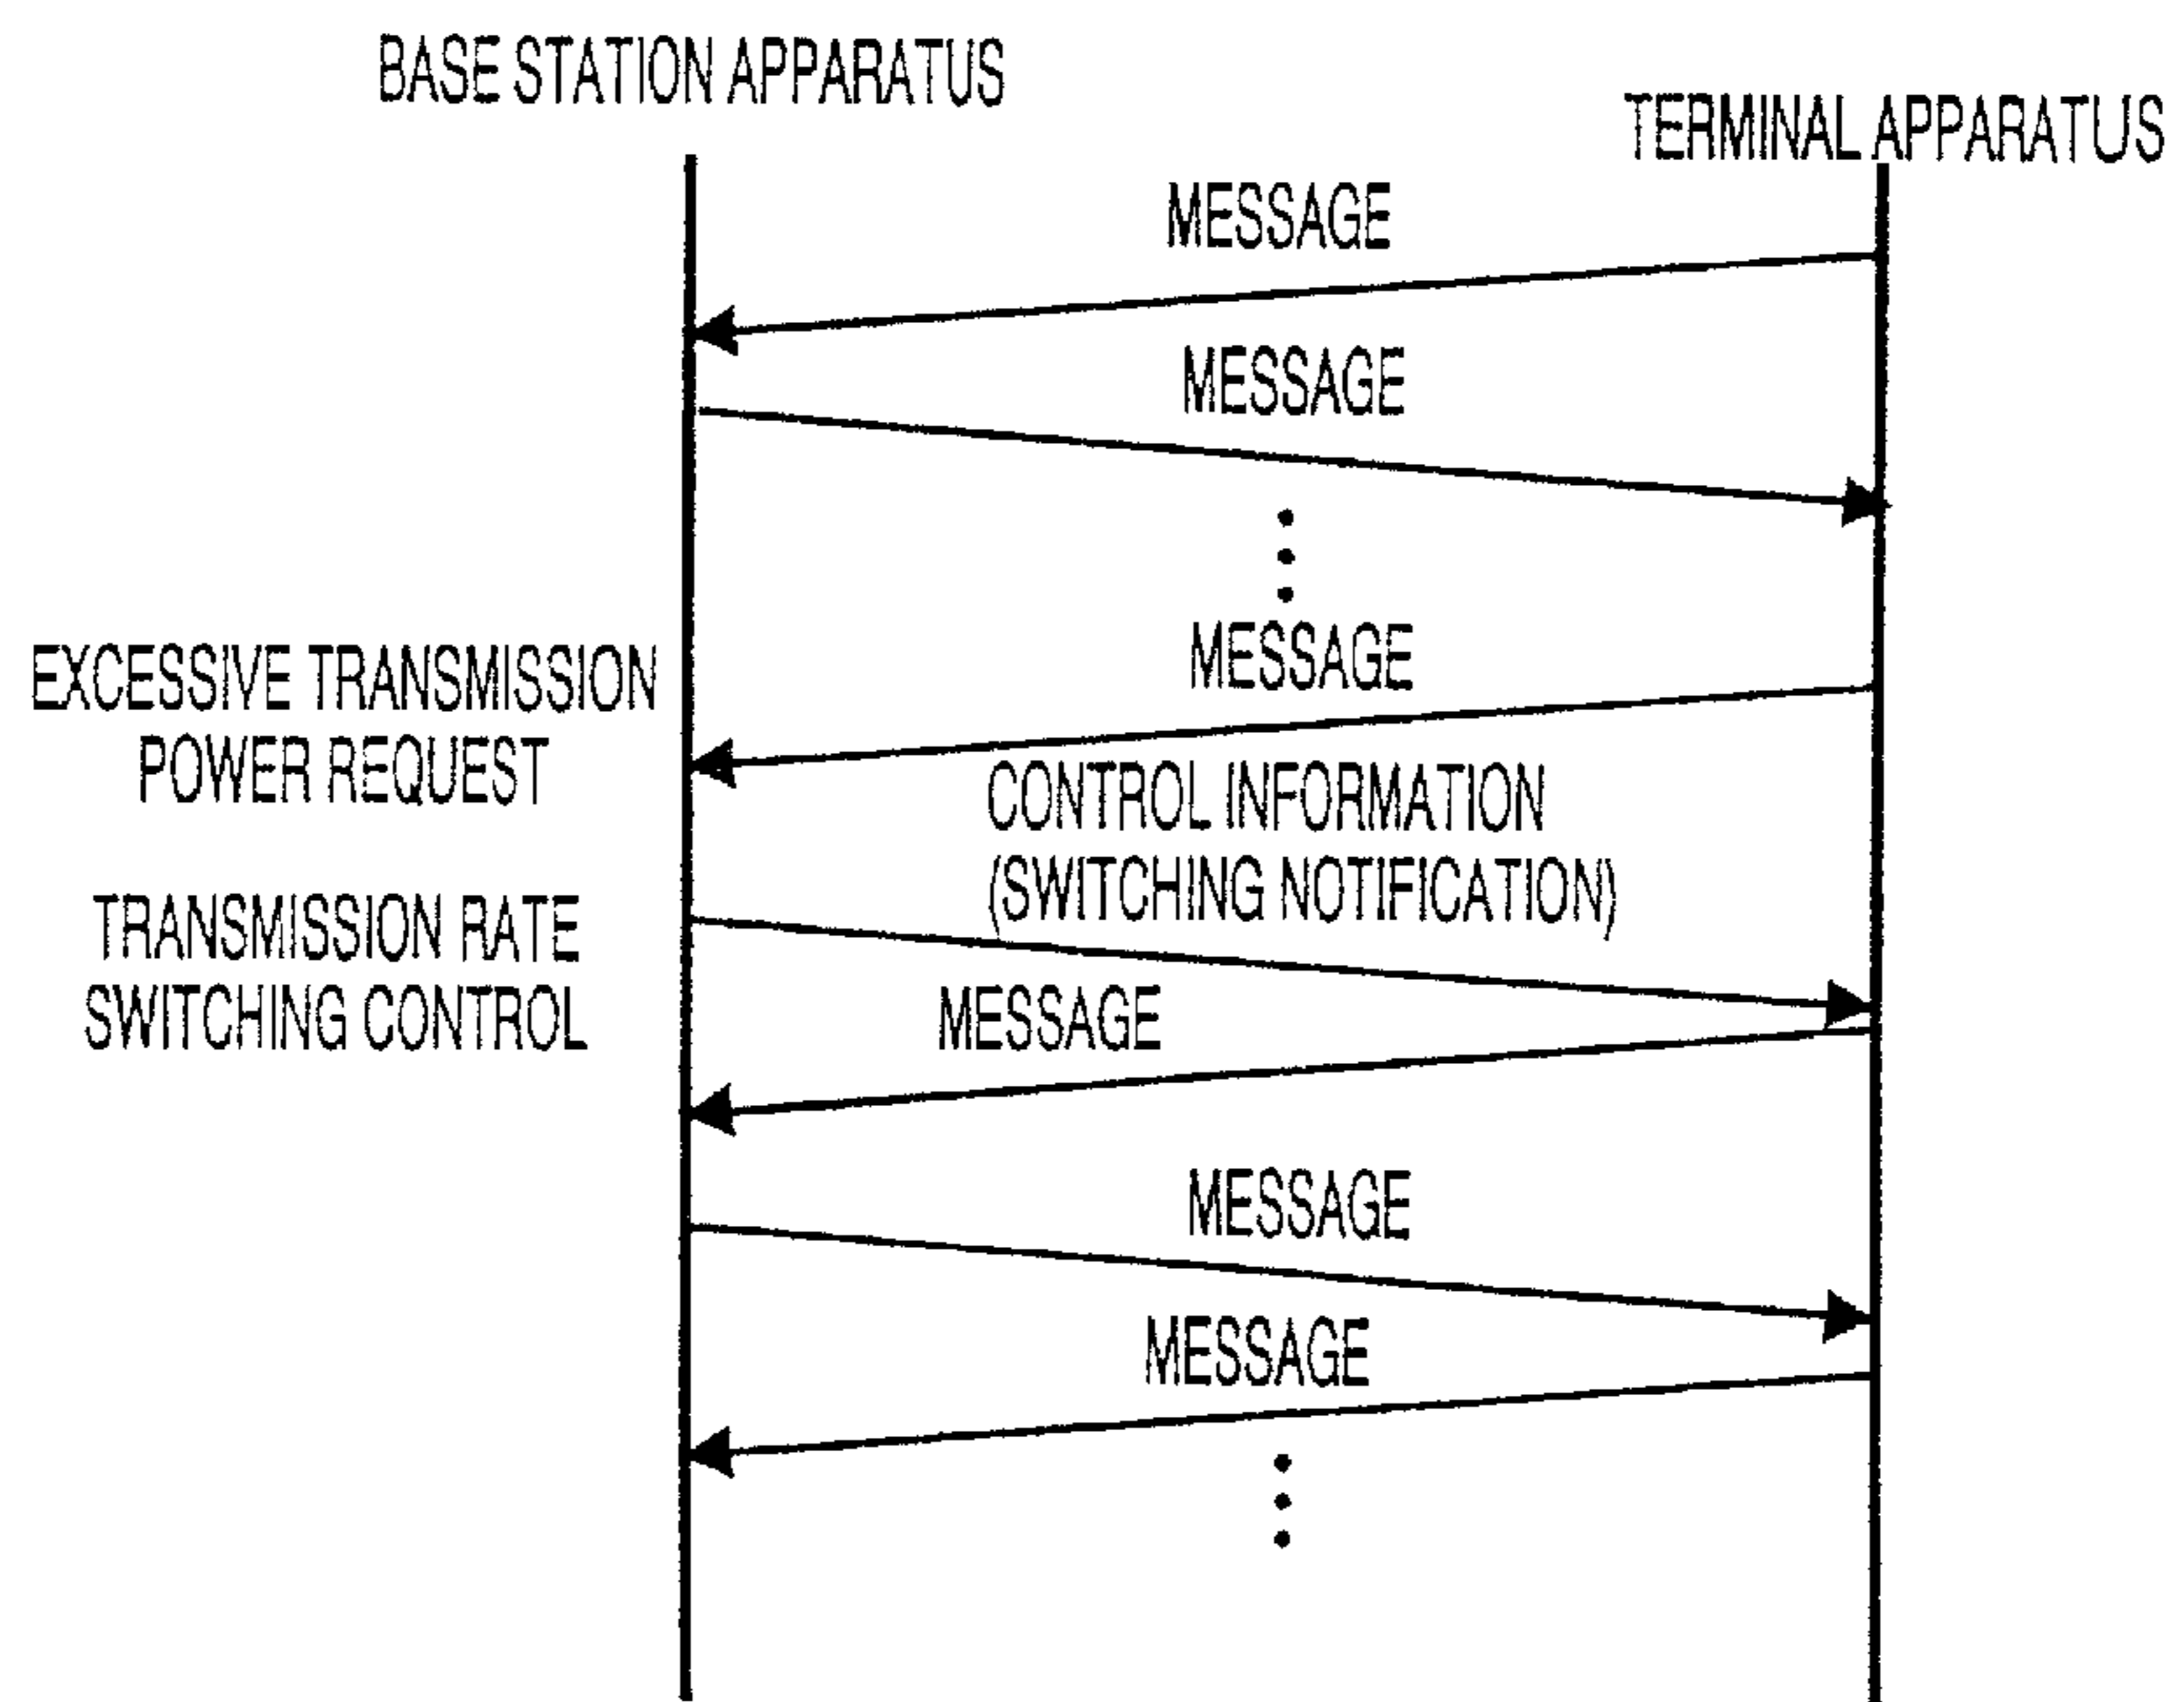 BASE STATION APPARATUS
TERMINAL APPARATUS
MESSAGE
MESSAGE
MESSAGE
EXCESSIVE TRANSMISSION
POWER REQUEST
CONTROL INFORMATION
(SWITCHING NOTIFICATION)
TRANSMISSION RATE
SWITCHING CONTROL
MESSAGE
MESSAGE
MESSAGE